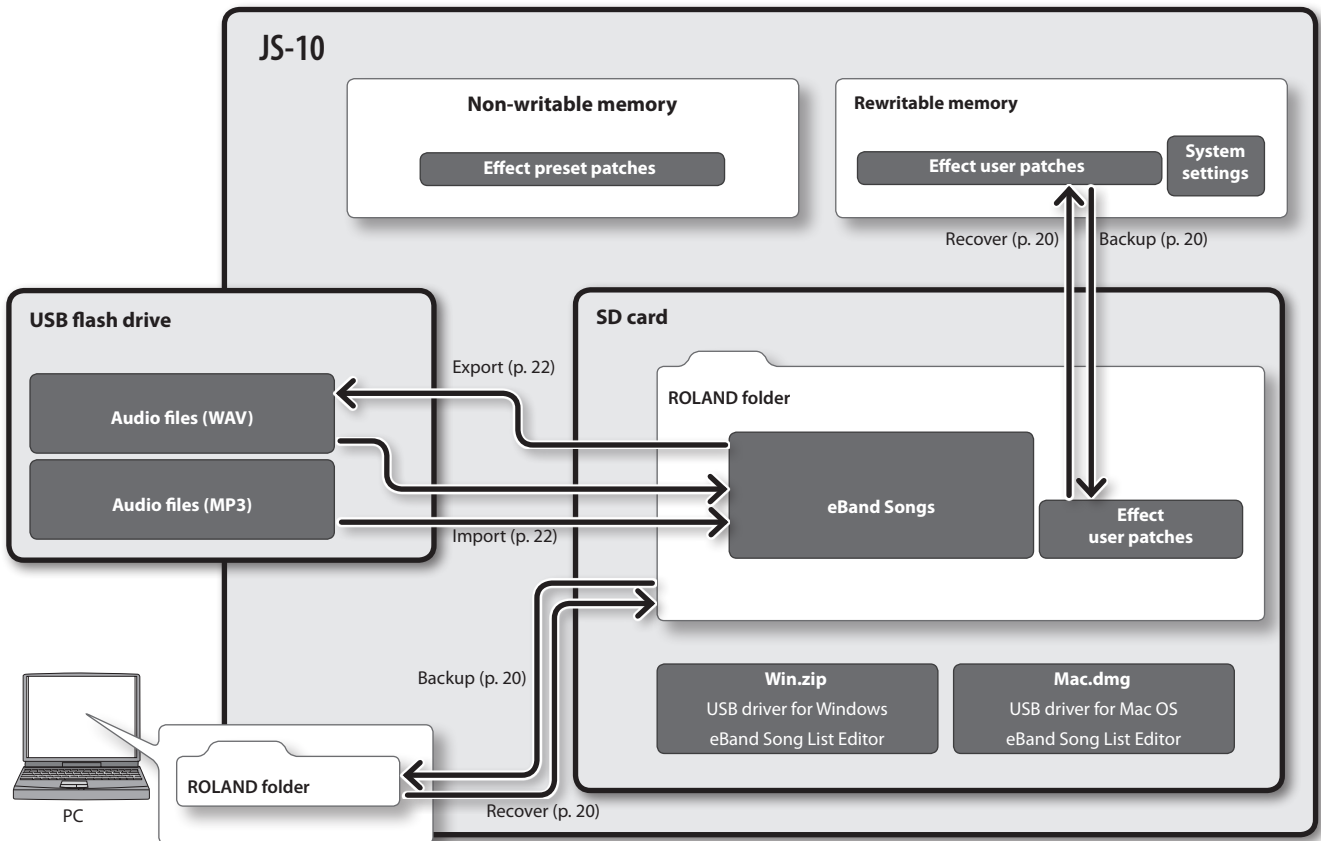 JS-10
Non-writable memory
Effect preset patches
Rewritable memory
Effect user patches
System
settings
Recover (p. 20)
Backup (p. 20)
USB flash drive
Audio files (WAV)
Audio files (MP3)
Export (p. 22)
Import (p. 22)
SD card
ROLAND folder
eBand Songs
Effect
user patches
Backup (p. 20)
Win.zip
USB driver for Windows
eBand Song List Editor
Mac.dmg
USB driver for Mac OS
eBand Song List Editor
PC
ROLAND folder
Recover (p. 20)